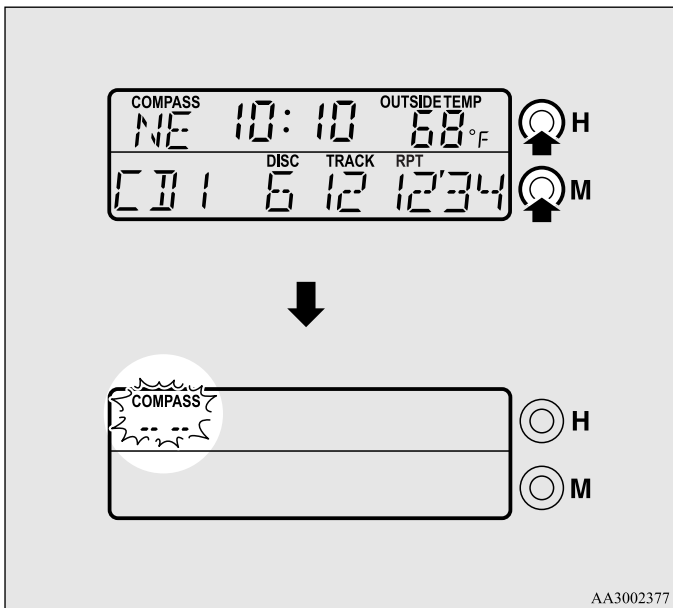 COMPASS OUTSIDE TEMP
NE 10:10 68°F H
DISC TRACK RPT
CD1 6 12 12'34 M
COMPASS
-- -- H
M
AA3002377